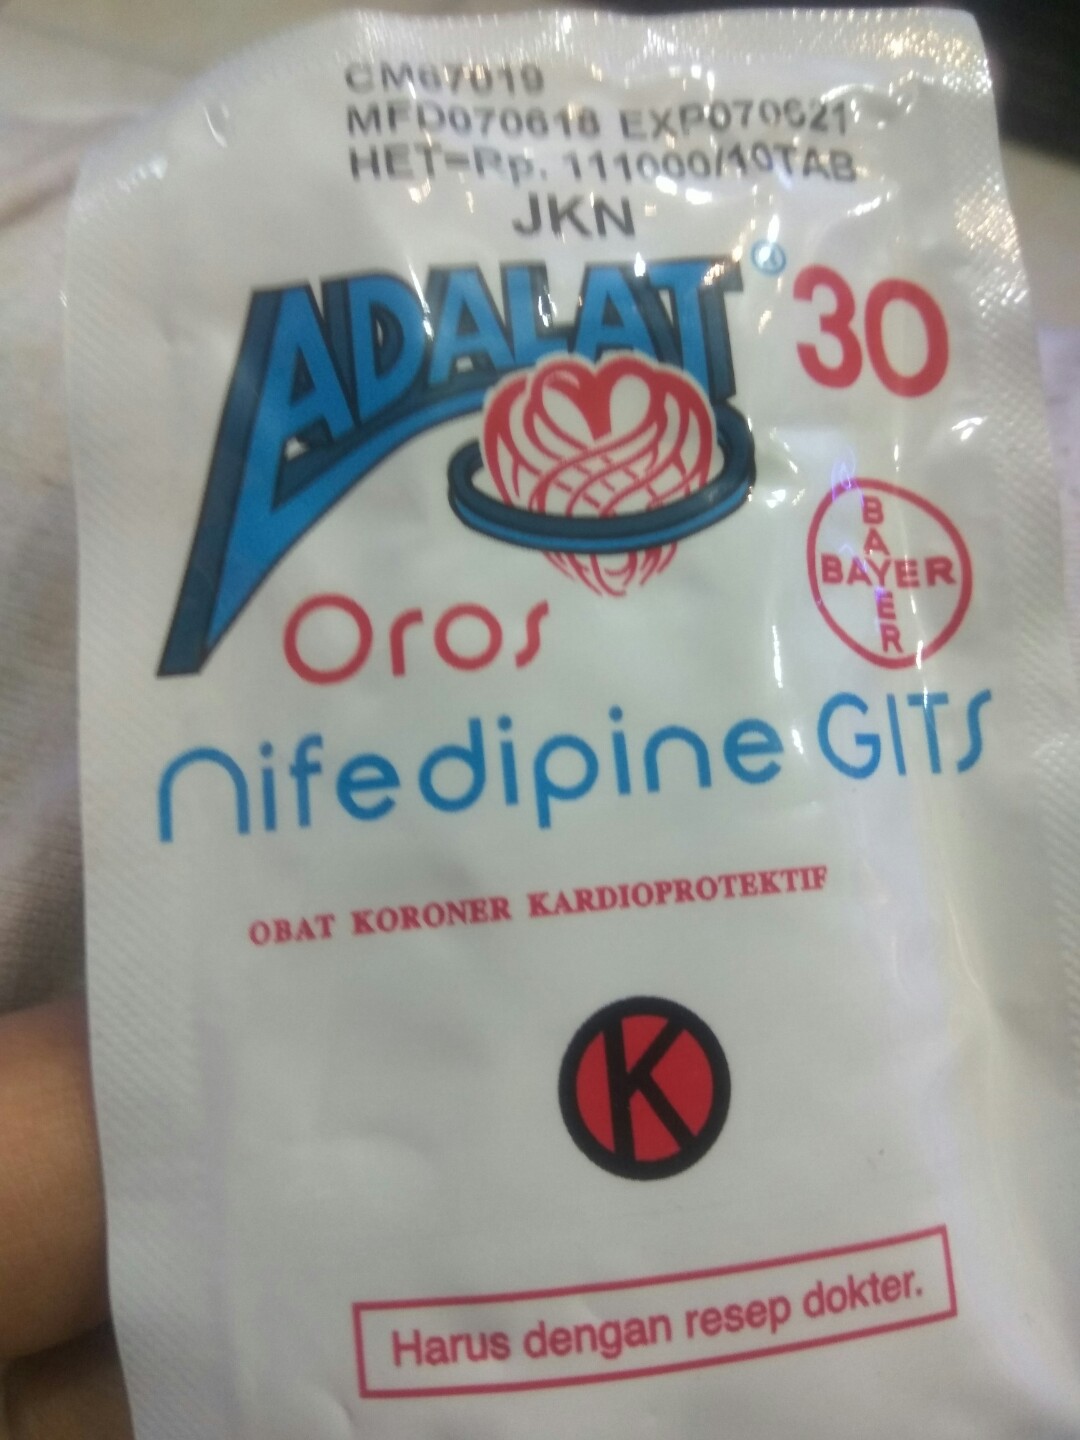 CM67019
MFD070618 EXP070621
HET=Rp. 111000/10TAB
JKN
ADALAT® 30
BAYER
BAYER
Oros
Nifedipine GITS
OBAT KORONER KARDIOPROTEKTIF
K
Harus dengan resep dokter.